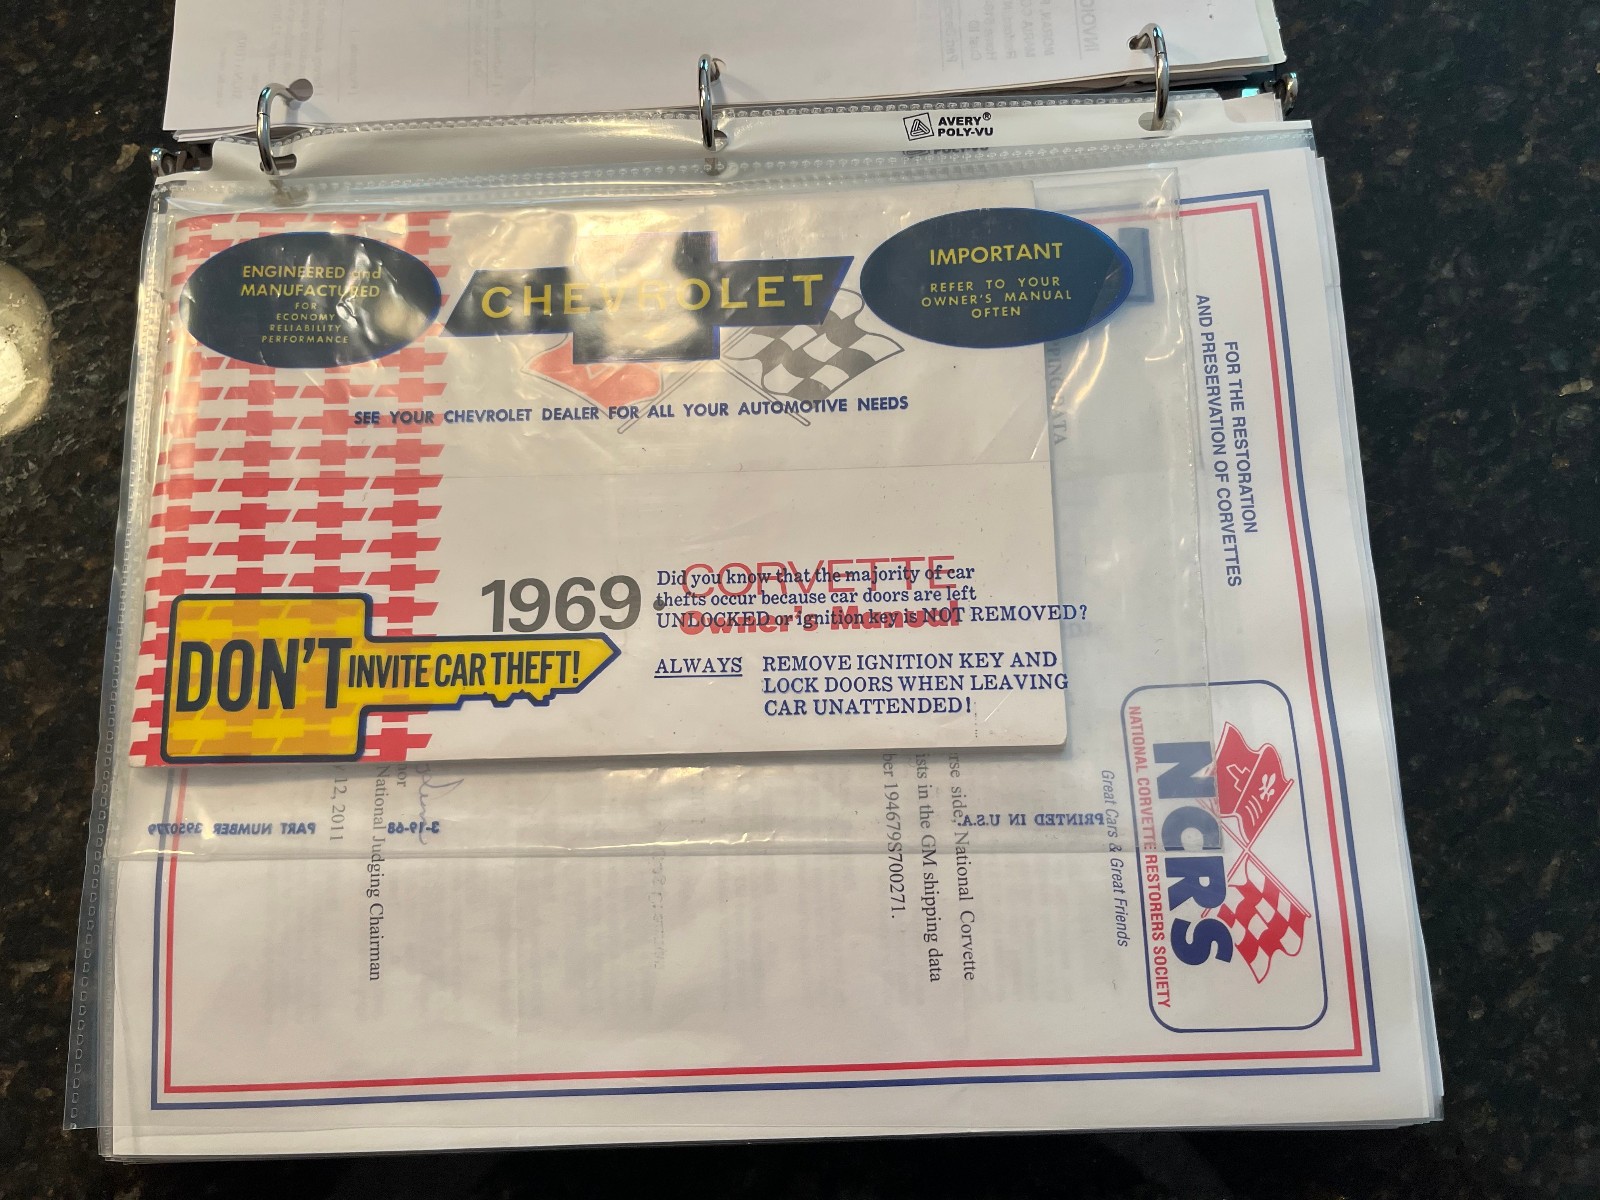 AVERY®
POLY-VU
ENGINEERED and
MANUFACTURED
FOR
ECONOMY
RELIABILITY
PERFORMANCE
CHEVROLET
IMPORTANT
REFER TO YOUR
OWNER'S MANUAL
OFTEN
SEE YOUR CHEVROLET DEALER FOR ALL YOUR AUTOMOTIVE NEEDS
1969
CORVETTE
Owner's Manual
Did you know that the majority of car
thefts occur because car doors are left
UNLOCKED or ignition key is NOT REMOVED?
DON'T INVITE CAR THEFT!
ALWAYS REMOVE IGNITION KEY AND
LOCK DOORS WHEN LEAVING
CAR UNATTENDED!
PART NUMBER 3950779
3-19-68
PRINTED IN U.S.A.
FOR THE RESTORATION
AND PRESERVATION OF CORVETTES
NCRS
NATIONAL CORVETTE RESTORERS SOCIETY
Great Cars & Great Friends
side, National Corvette
in the GM shipping data
194679S700271.
National Judging Chairman
12, 2011